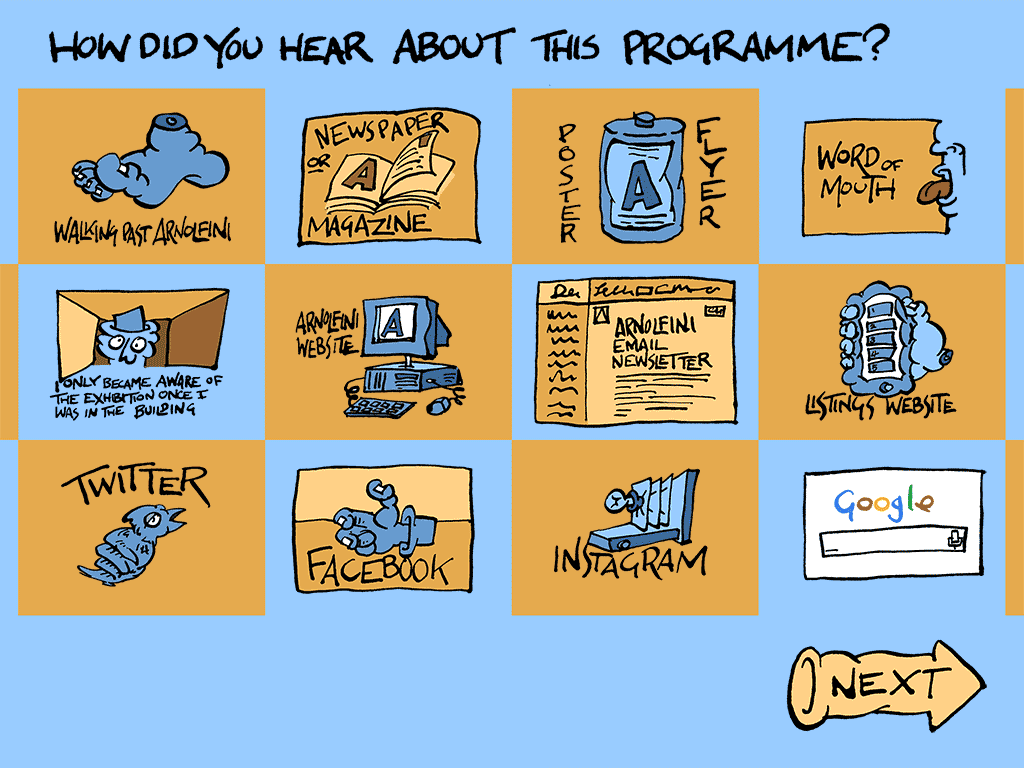 HOW DID YOU HEAR ABOUT THIS PROGRAMME?
WALKING PAST ARNOLFINI
NEWSPAPER
OR
A
MAGAZINE
POSTER
A
FLYER
WORD OF
MOUTH
I ONLY BECAME AWARE OF
THE EXHIBITION ONCE I
WAS IN THE BUILDING
ARNOLFINI
WEBSITE
A
ARNOLFINI
EMAIL
NEWSLETTER
LISTINGS WEBSITE
TWITTER
FACEBOOK
INSTAGRAM
Google
NEXT